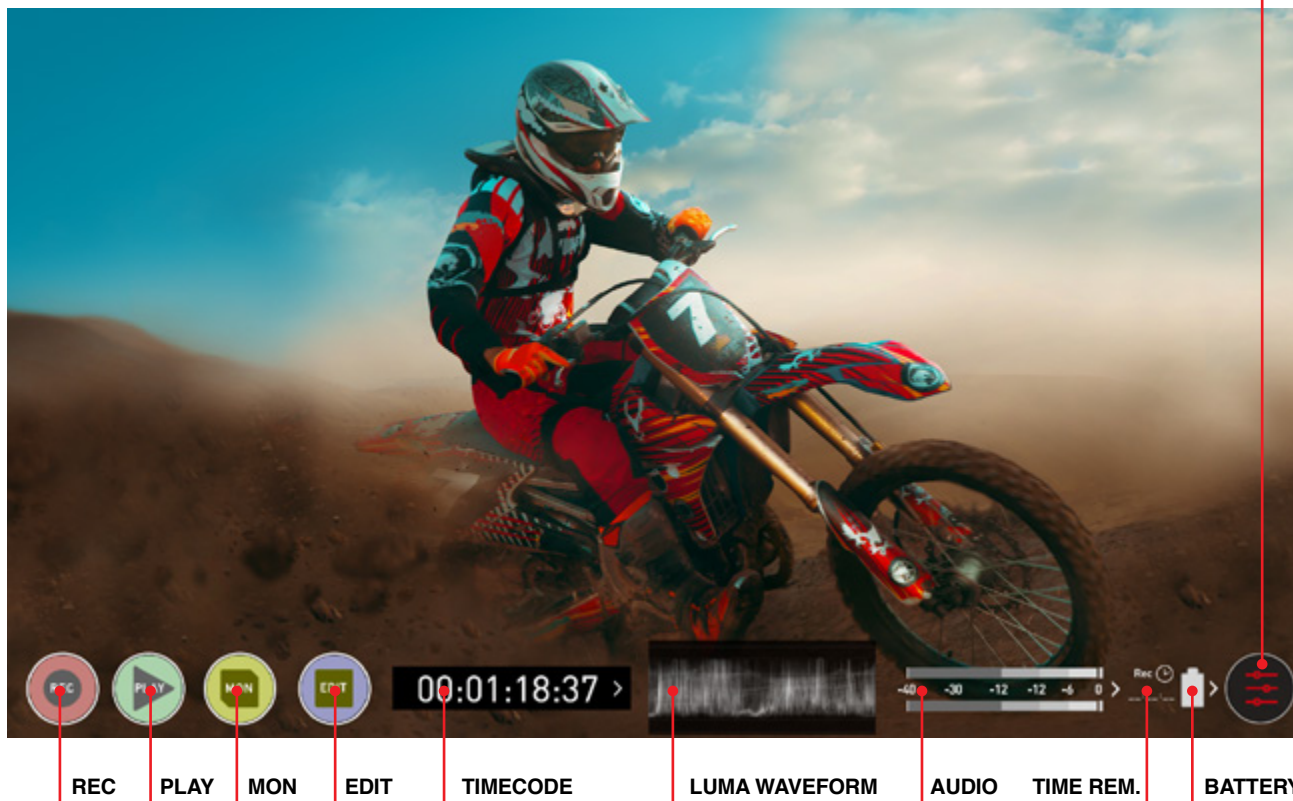 7
REC
PLAY
MON
EDIT
00:01:18:37 >
-40 -30 -12 -12 -6 0 >
Rec
>
REC PLAY MON EDIT TIMECODE LUMA WAVEFORM AUDIO TIME REM. BATTERY